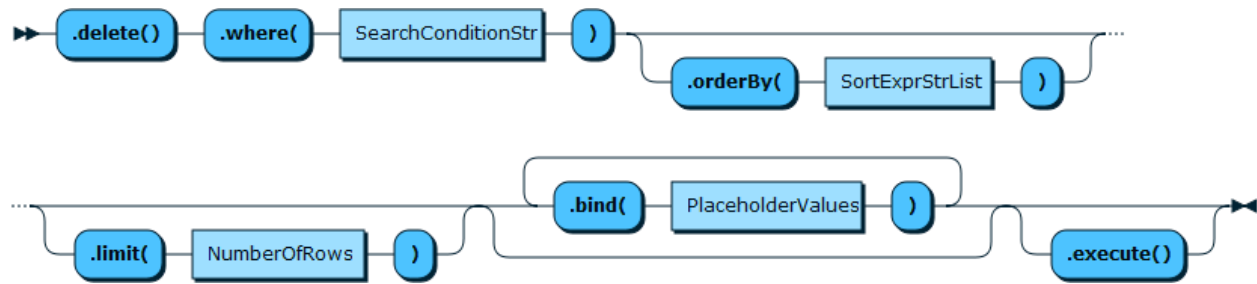 .delete() .where( SearchConditionStr )
.orderBy( SortExprStrList )
.bind( PlaceholderValues )
.limit( NumberOfRows )
.execute()